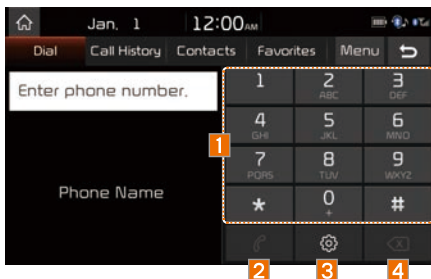 Jan. 1 12:00AM
Dial Call History Contacts Favorites Menu
Enter phone number.
1 2 ABC 3 DEF
4 GHI 5 JKL 6 MNO
1
7 PQRS 8 TUV 9 WXYZ
Phone Name
* 0 + #
2 3 4